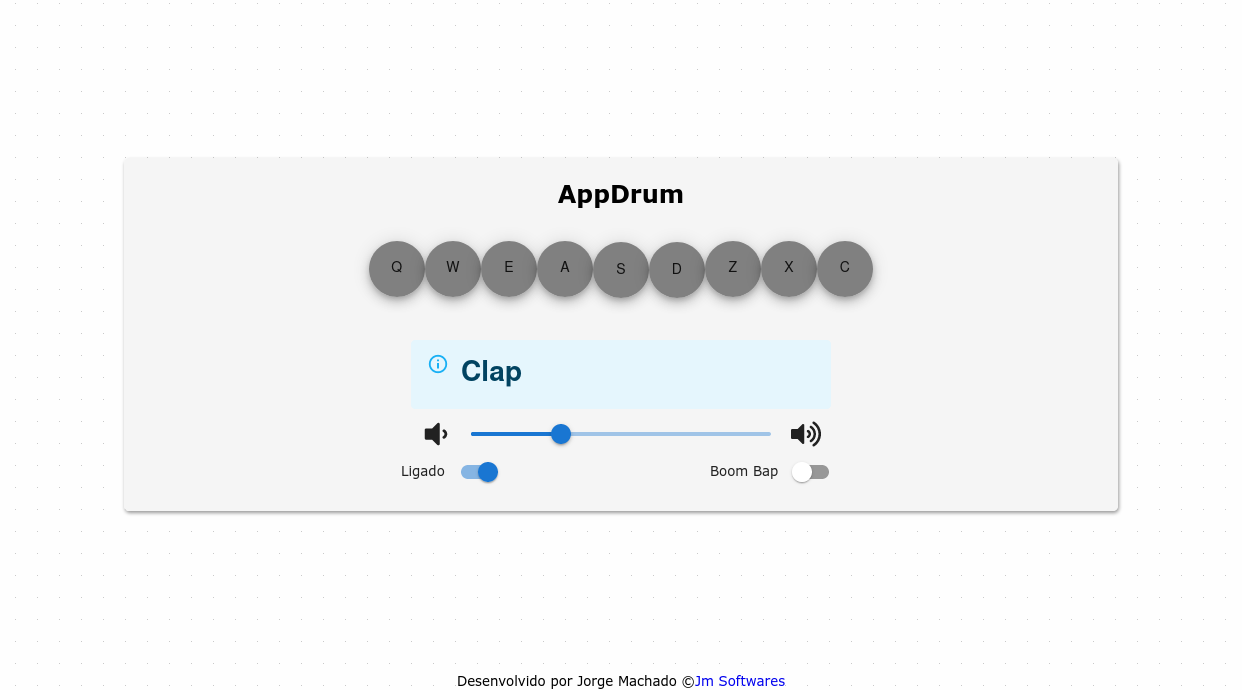 AppDrum
Q W E A S D Z X C
Clap
Ligado Boom Bap
Desenvolvido por Jorge Machado ©Jm Softwares